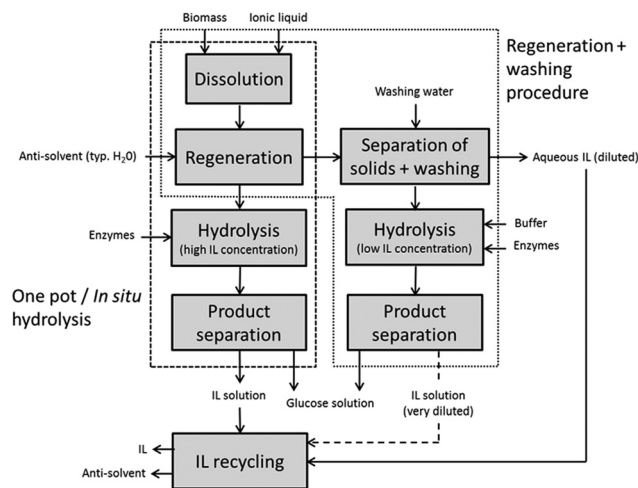 Biomass
Ionic liquid
Regeneration +
washing
procedure
Dissolution
Washing water
Anti-solvent (typ. H₂0)
Regeneration
Separation of
solids + washing
Aqueous IL (diluted)
Enzymes
Hydrolysis
(high IL concentration)
Hydrolysis
(low IL concentration)
Buffer
Enzymes
One pot / In situ
hydrolysis
Product
separation
Product
separation
IL solution
Glucose solution
IL solution
(very diluted)
IL
Anti-solvent
IL recycling